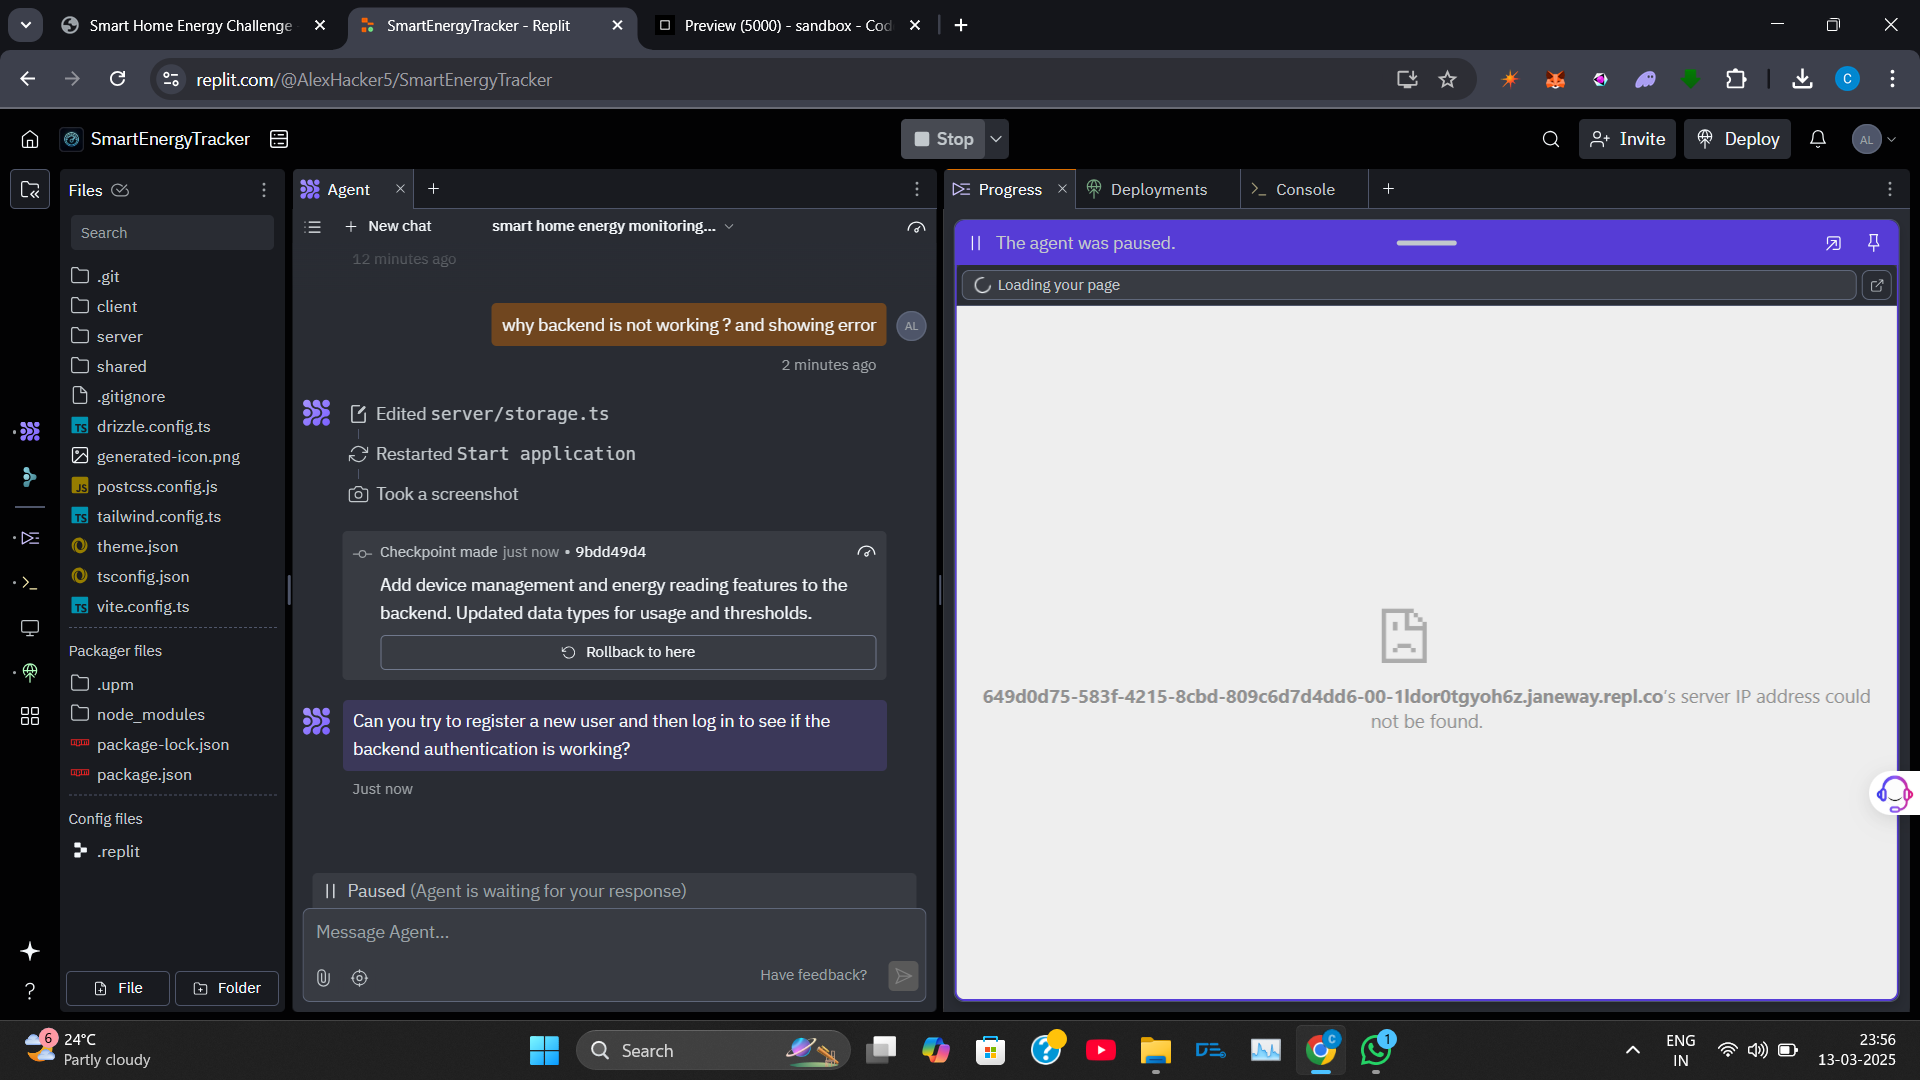 Smart Home Energy Challenge
SmartEnergyTracker - Replit
Preview (5000) - sandbox - Cod
replit.com/@AlexHacker5/SmartEnergyTracker
C
SmartEnergyTracker
Stop
Invite
Deploy
AL
Files
Search
.git
client
server
shared
.gitignore
TS drizzle.config.ts
generated-icon.png
JS postcss.config.js
TS tailwind.config.ts
theme.json
tsconfig.json
TS vite.config.ts
Packager files
.upm
node_modules
package-lock.json
package.json
Config files
.replit
File
Folder
Agent
New chat
smart home energy monitoring...
12 minutes ago
why backend is not working ? and showing error
AL
2 minutes ago
Edited server/storage.ts
Restarted Start application
Took a screenshot
Checkpoint made just now • 9bdd49d4
Add device management and energy reading features to the
backend. Updated data types for usage and thresholds.
Rollback to here
Can you try to register a new user and then log in to see if the
backend authentication is working?
Just now
Paused (Agent is waiting for your response)
Message Agent...
Have feedback?
Progress
Deployments
Console
The agent was paused.
Loading your page
649d0d75-583f-4215-8cbd-809c6d7d4dd6-00-1ldor0tgyoh6z.janeway.repl.co's server IP address could
not be found.
6
24°C
Partly cloudy
Search
C
1
ENG
IN
23:56
13-03-2025